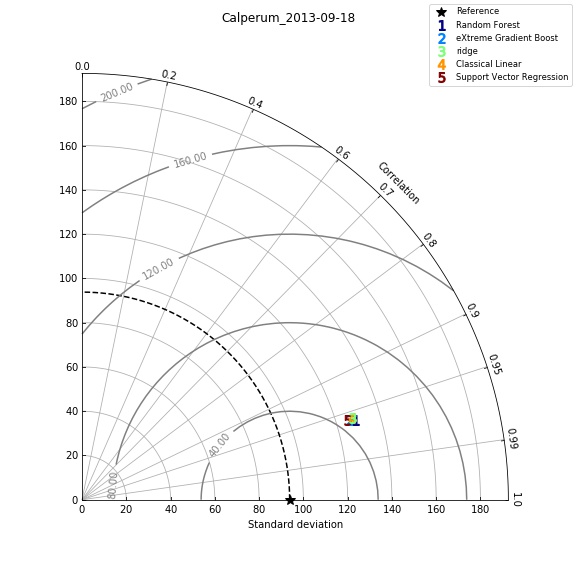 Calperum_2013-09-18
Reference
1 Random Forest
2 eXtreme Gradient Boost
3 ridge
4 Classical Linear
5 Support Vector Regression
0.0
0.2
0.4
0.6
0.7
0.8
0.9
0.95
0.99
1.0
Correlation
200.00
160.00
120.00
80.00
40.00
180
160
140
120
100
80
60
40
20
0
0 20 40 60 80 100 120 140 160 180
Standard deviation
5
3
1